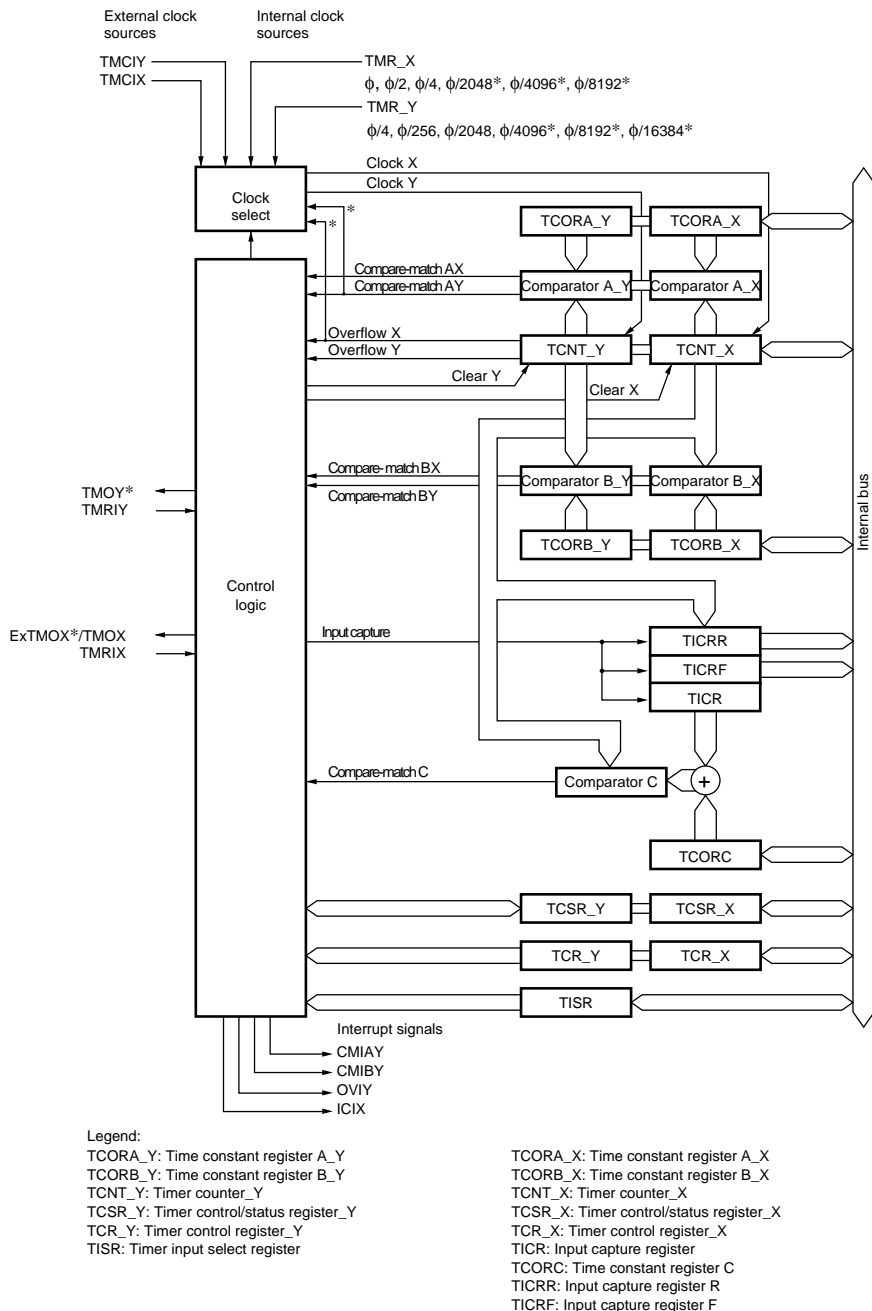 External clock
sources
Internal clock
sources
TMCIY
TMCIX
TMR_X
ϕ, ϕ/2, ϕ/4, ϕ/2048*, ϕ/4096*, ϕ/8192*
TMR_Y
ϕ/4, ϕ/256, ϕ/2048, ϕ/4096*, ϕ/8192*, ϕ/16384*
Clock X
Clock Y
Clock
select
*
*
TCORA_Y
TCORA_X
Compare-match AX
Compare-match AY
Comparator A_Y
Comparator A_X
Overflow X
Overflow Y
TCNT_Y
TCNT_X
Clear Y
Clear X
Compare- match BX
Compare-match BY
Comparator B_Y
Comparator B_X
TMOY*
TMRIY
TCORB_Y
TCORB_X
Internal bus
Control
logic
ExTMOX*/TMOX
TMRIX
Input capture
TICRR
TICRF
TICR
Compare-match C
Comparator C
+
TCORC
TCSR_Y
TCSR_X
TCR_Y
TCR_X
TISR
Interrupt signals
CMIAY
CMIBY
OVIY
ICIX
Legend:
TCORA_Y: Time constant register A_Y
TCORB_Y: Time constant register B_Y
TCNT_Y: Timer counter_Y
TCSR_Y: Timer control/status register_Y
TCR_Y: Timer control register_Y
TISR: Timer input select register
TCORA_X: Time constant register A_X
TCORB_X: Time constant register B_X
TCNT_X: Timer counter_X
TCSR_X: Timer control/status register_X
TCR_X: Timer control register_X
TICR: Input capture register
TCORC: Time constant register C
TICRR: Input capture register R
TICRF: Input capture register F